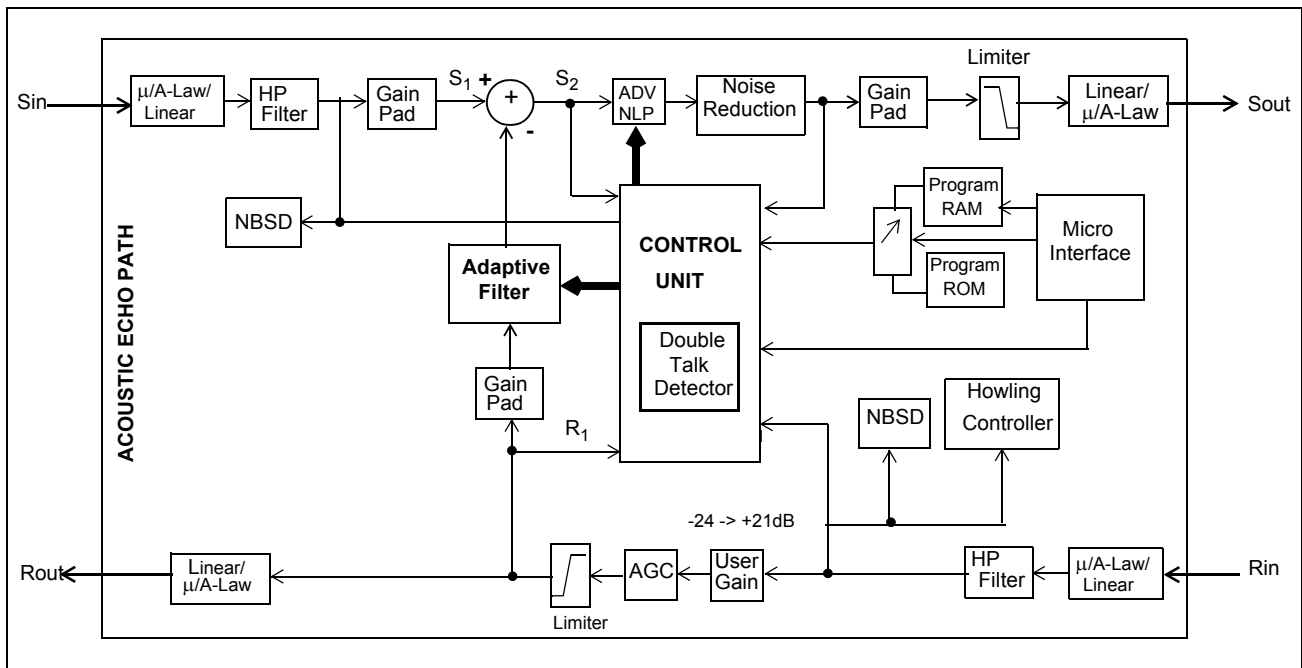 Limiter
Sin
μ/A-Law/
Linear
HP
Filter
Gain
Pad
S1
+
+
-
S2
ADV
NLP
Noise
Reduction
Gain
Pad
Linear/
μ/A-Law
Sout
NBSD
CONTROL
UNIT
Program
RAM
Program
ROM
Micro
Interface
ACOUSTIC ECHO PATH
Adaptive
Filter
Double
Talk
Detector
Gain
Pad
R1
NBSD
Howling
Controller
-24 -> +21dB
Rout
Linear/
μ/A-Law
Limiter
AGC
User
Gain
HP
Filter
μ/A-Law/
Linear
Rin